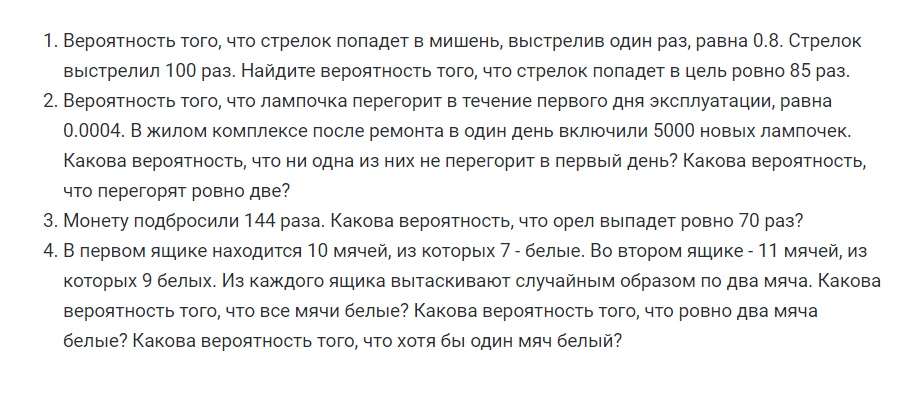 1. Вероятность того, что стрелок попадет в мишень, выстрелив один раз, равна 0.8. Стрелок
выстрелил 100 раз. Найдите вероятность того, что стрелок попадет в цель ровно 85 раз.
2. Вероятность того, что лампочка перегорит в течение первого дня эксплуатации, равна
0.0004. В жилом комплексе после ремонта в один день включили 5000 новых лампочек.
Какова вероятность, что ни одна из них не перегорит в первый день? Какова вероятность,
что перегорят ровно две?
3. Монету подбросили 144 раза. Какова вероятность, что орел выпадет ровно 70 раз?
4. В первом ящике находится 10 мячей, из которых 7 - белые. Во втором ящике - 11 мячей, из
которых 9 белых. Из каждого ящика вытаскивают случайным образом по два мяча. Какова
вероятность того, что все мячи белые? Какова вероятность того, что ровно два мяча
белые? Какова вероятность того, что хотя бы один мяч белый?